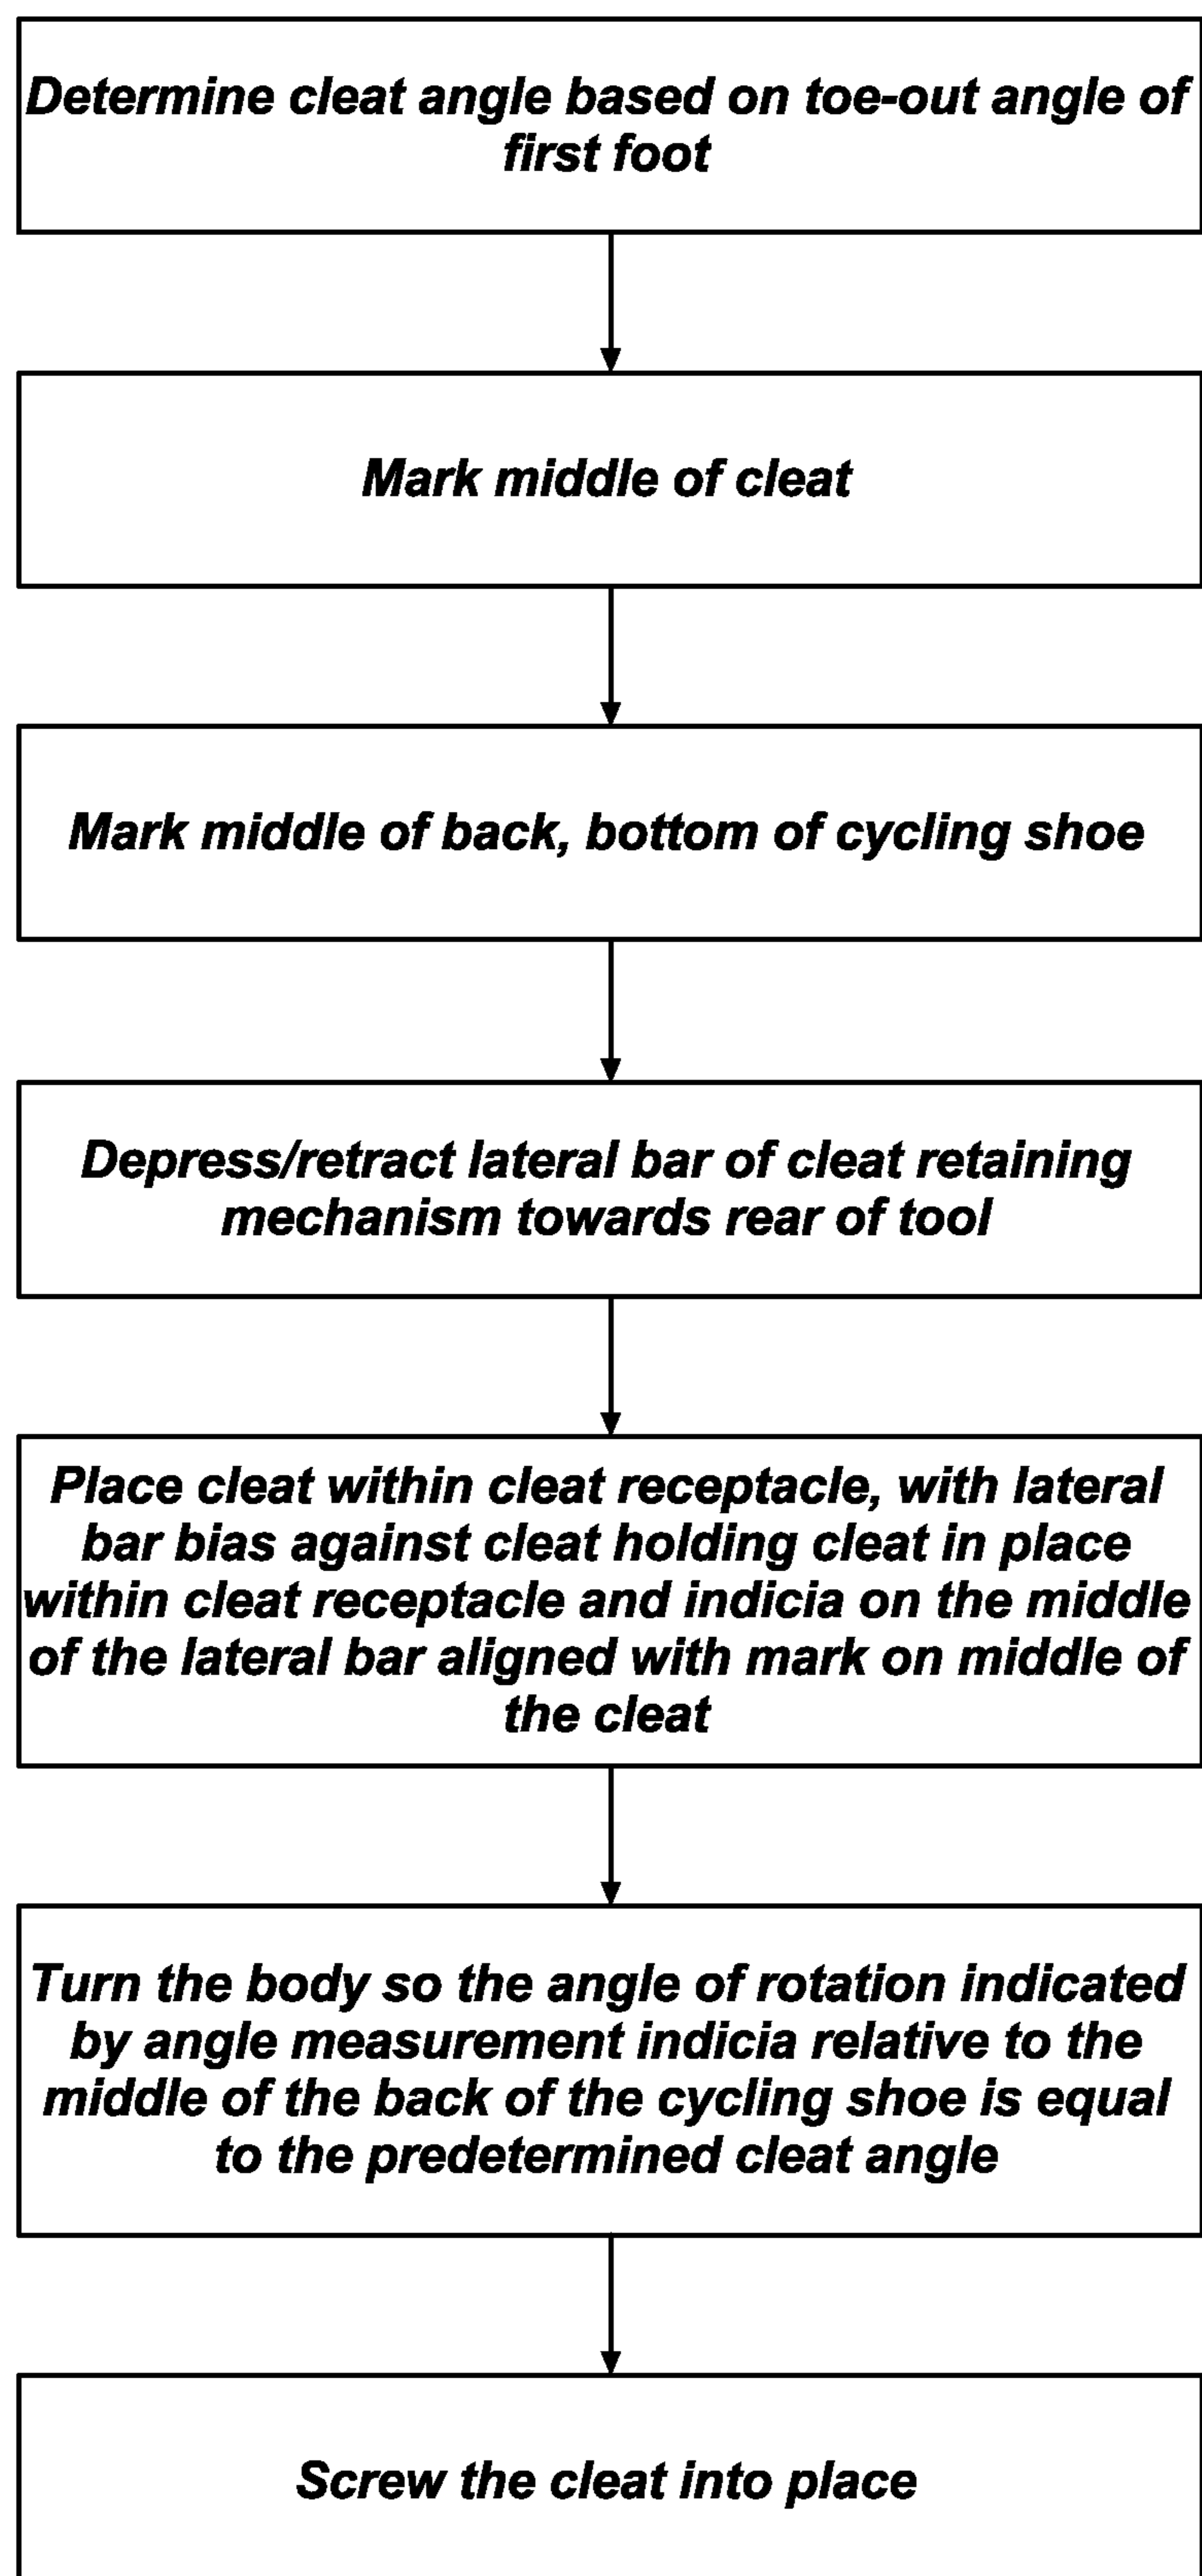 Determine cleat angle based on toe-out angle of
first foot
Mark middle of cleat
Mark middle of back, bottom of cycling shoe
Depress/retract lateral bar of cleat retaining
mechanism towards rear of tool
Place cleat within cleat receptacle, with lateral
bar bias against cleat holding cleat in place
within cleat receptacle and indicia on the middle
of the lateral bar aligned with mark on middle of
the cleat
Turn the body so the angle of rotation indicated
by angle measurement indicia relative to the
middle of the back of the cycling shoe is equal
to the predetermined cleat angle
Screw the cleat into place